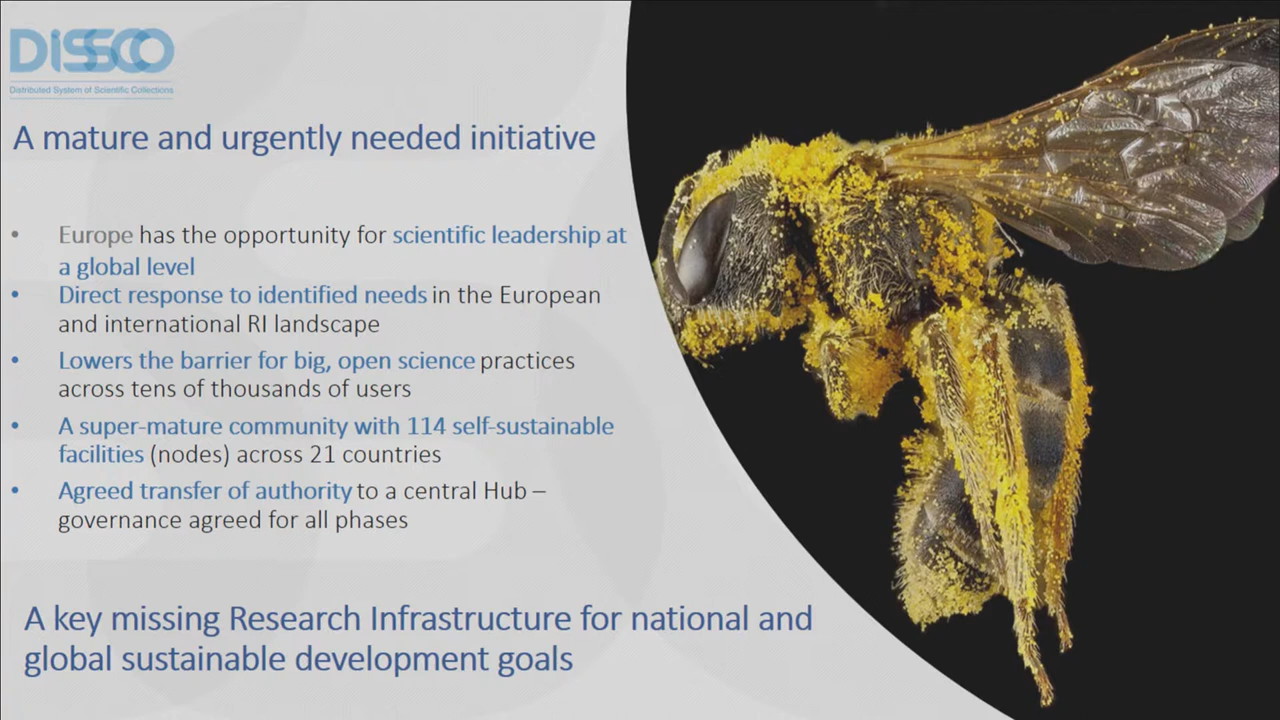 DiSSCO
Distributed System of Scientific Collections
A mature and urgently needed initiative
• Europe has the opportunity for scientific leadership at
a global level
• Direct response to identified needs in the European
and international RI landscape
• Lowers the barrier for big, open science practices
across tens of thousands of users
• A super-mature community with 114 self-sustainable
facilities (nodes) across 21 countries
• Agreed transfer of authority to a central Hub –
governance agreed for all phases
A key missing Research Infrastructure for national and
global sustainable development goals